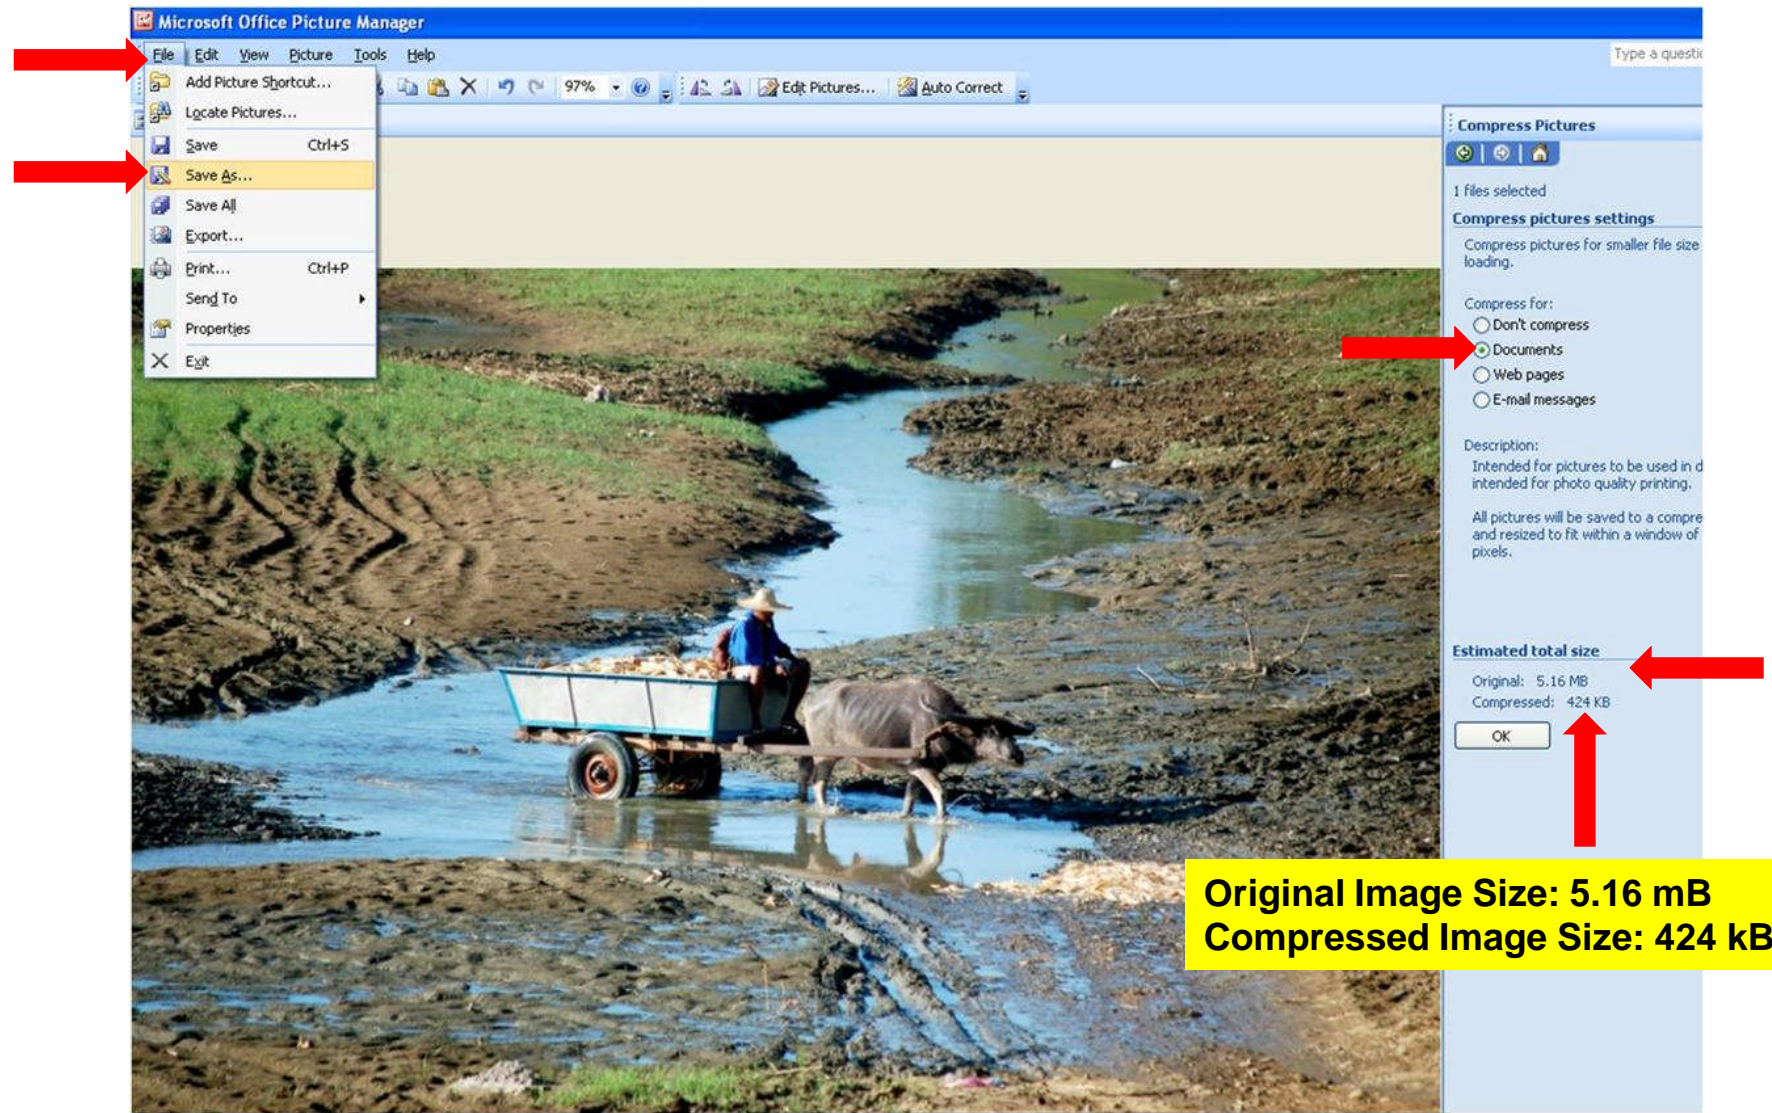 Microsoft Office Picture Manager
File Edit View Picture Tools Help
Type a
97% Edit Pictures... Auto Correct
Add Picture Shortcut...
Locate Pictures...
Save Ctrl+S
Save As...
Save All
Export...
Print... Ctrl+P
Send To
Properties
Exit
Compress Pictures
1 files selected
Compress pictures settings
Compress pictures for smaller file size
loading.
Compress for:
Don't compress
Documents
Web pages
E-mail messages
Description:
Intended for pictures to be used in
intended for photo quality printing.
All pictures will be saved to a
and resized to fit within a window of
pixels.
Estimated total size
Original: 5.16 MB
Compressed: 424 KB
OK
Original Image Size: 5.16 mB
Compressed Image Size: 424 kB